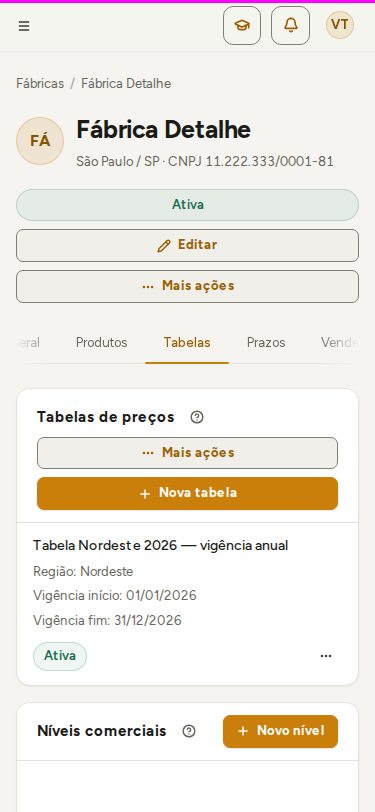 VT
Fábricas / Fábrica Detalhe
FÁ
Fábrica Detalhe
São Paulo / SP · CNPJ 11.222.333/0001-81
Ativa
Editar
Mais ações
eral Produtos Tabelas Prazos Vende
Tabelas de preços
Mais ações
Nova tabela
Tabela Nordeste 2026 — vigência anual
Região: Nordeste
Vigência início: 01/01/2026
Vigência fim: 31/12/2026
Ativa
Níveis comerciais
Novo nível